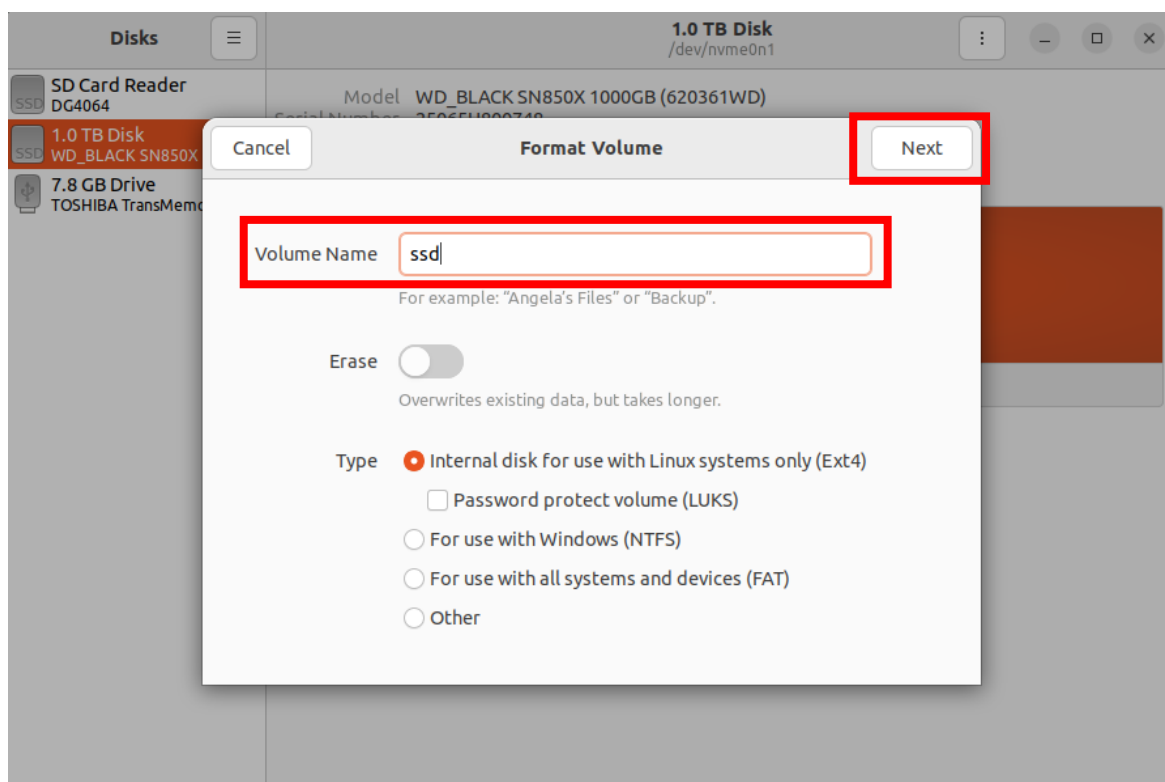 Disks
1.0 TB Disk
/dev/nvme0n1
SD Card Reader
SSD DG4064
1.0 TB Disk
SSD WD_BLACK SN850X
7.8 GB Drive
TOSHIBA TransMemo
Model WD_BLACK SN850X 1000GB (620361WD)
Serial Number
Cancel
Format Volume
Next
Volume Name ssd
For example: “Angela’s Files” or “Backup”.
Erase
Overwrites existing data, but takes longer.
Type Internal disk for use with Linux systems only (Ext4)
Password protect volume (LUKS)
For use with Windows (NTFS)
For use with all systems and devices (FAT)
Other